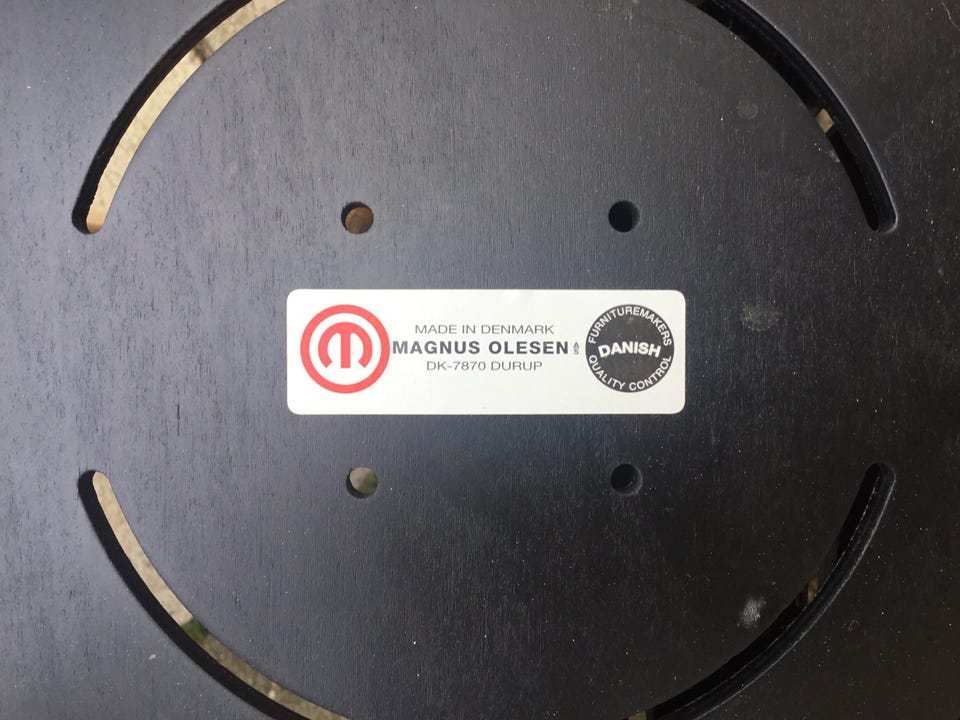 MADE IN DENMARK
MAGNUS OLESEN A/S
DK-7870 DURUP
FURNITUREMAKERS
DANISH
QUALITY CONTROL